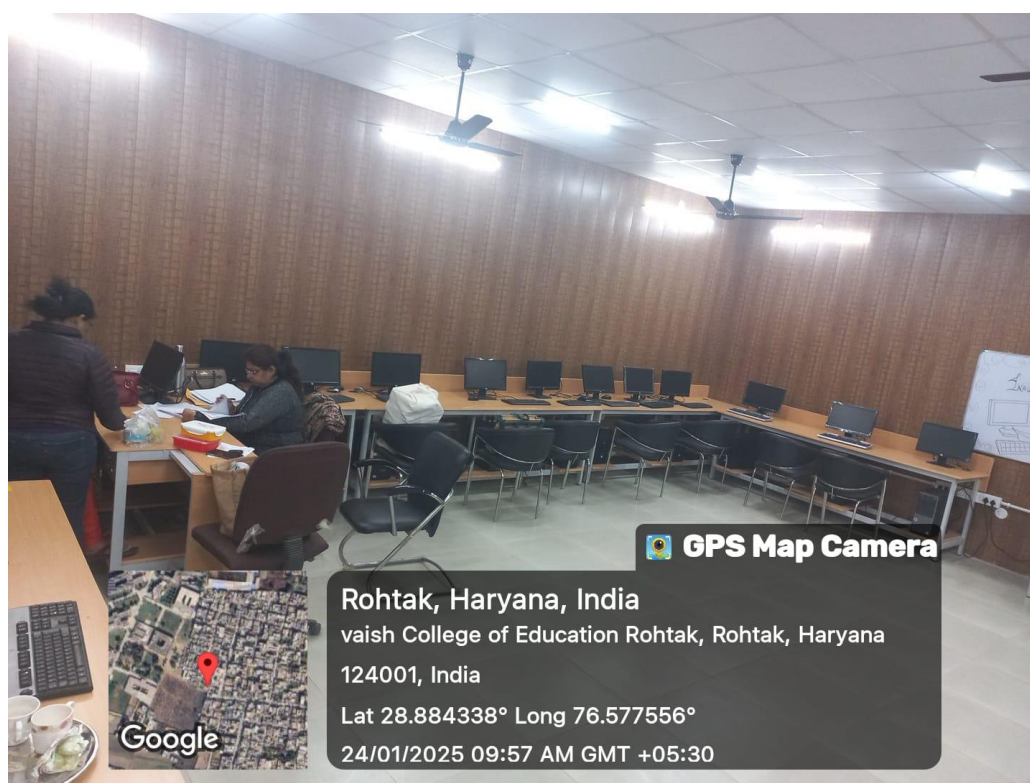 GPS Map Camera
Rohtak, Haryana, India
vaish College of Education Rohtak, Rohtak, Haryana
124001, India
Lat 28.884338° Long 76.577556°
24/01/2025 09:57 AM GMT +05:30
Google